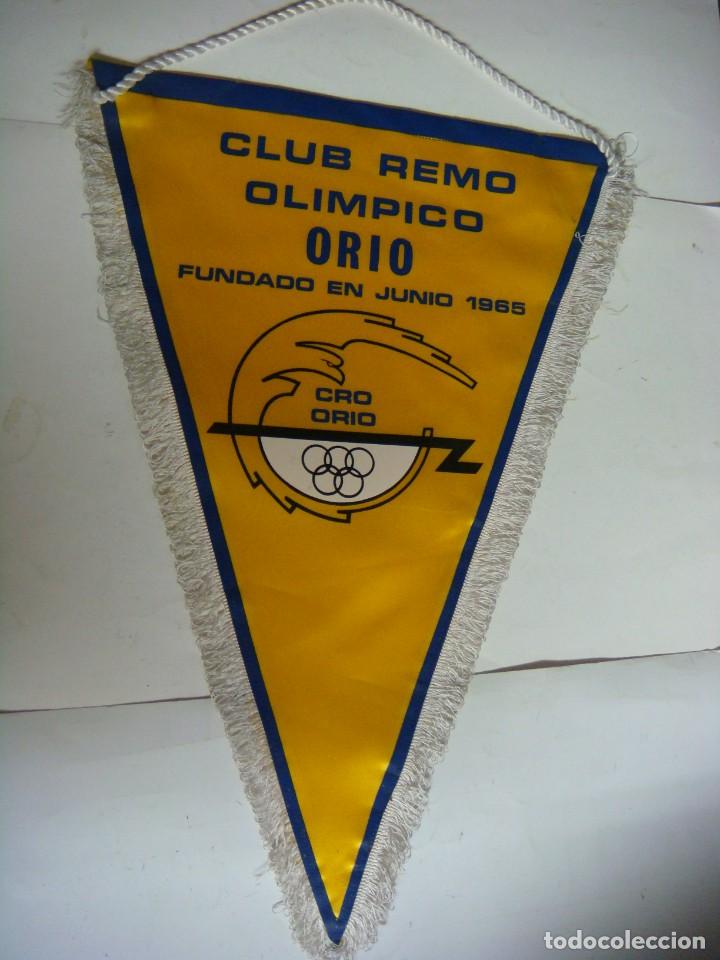 CLUB REMO
OLIMPICO
ORIO
FUNDADO EN JUNIO 1965
CRO
ORIO
todocoleccion